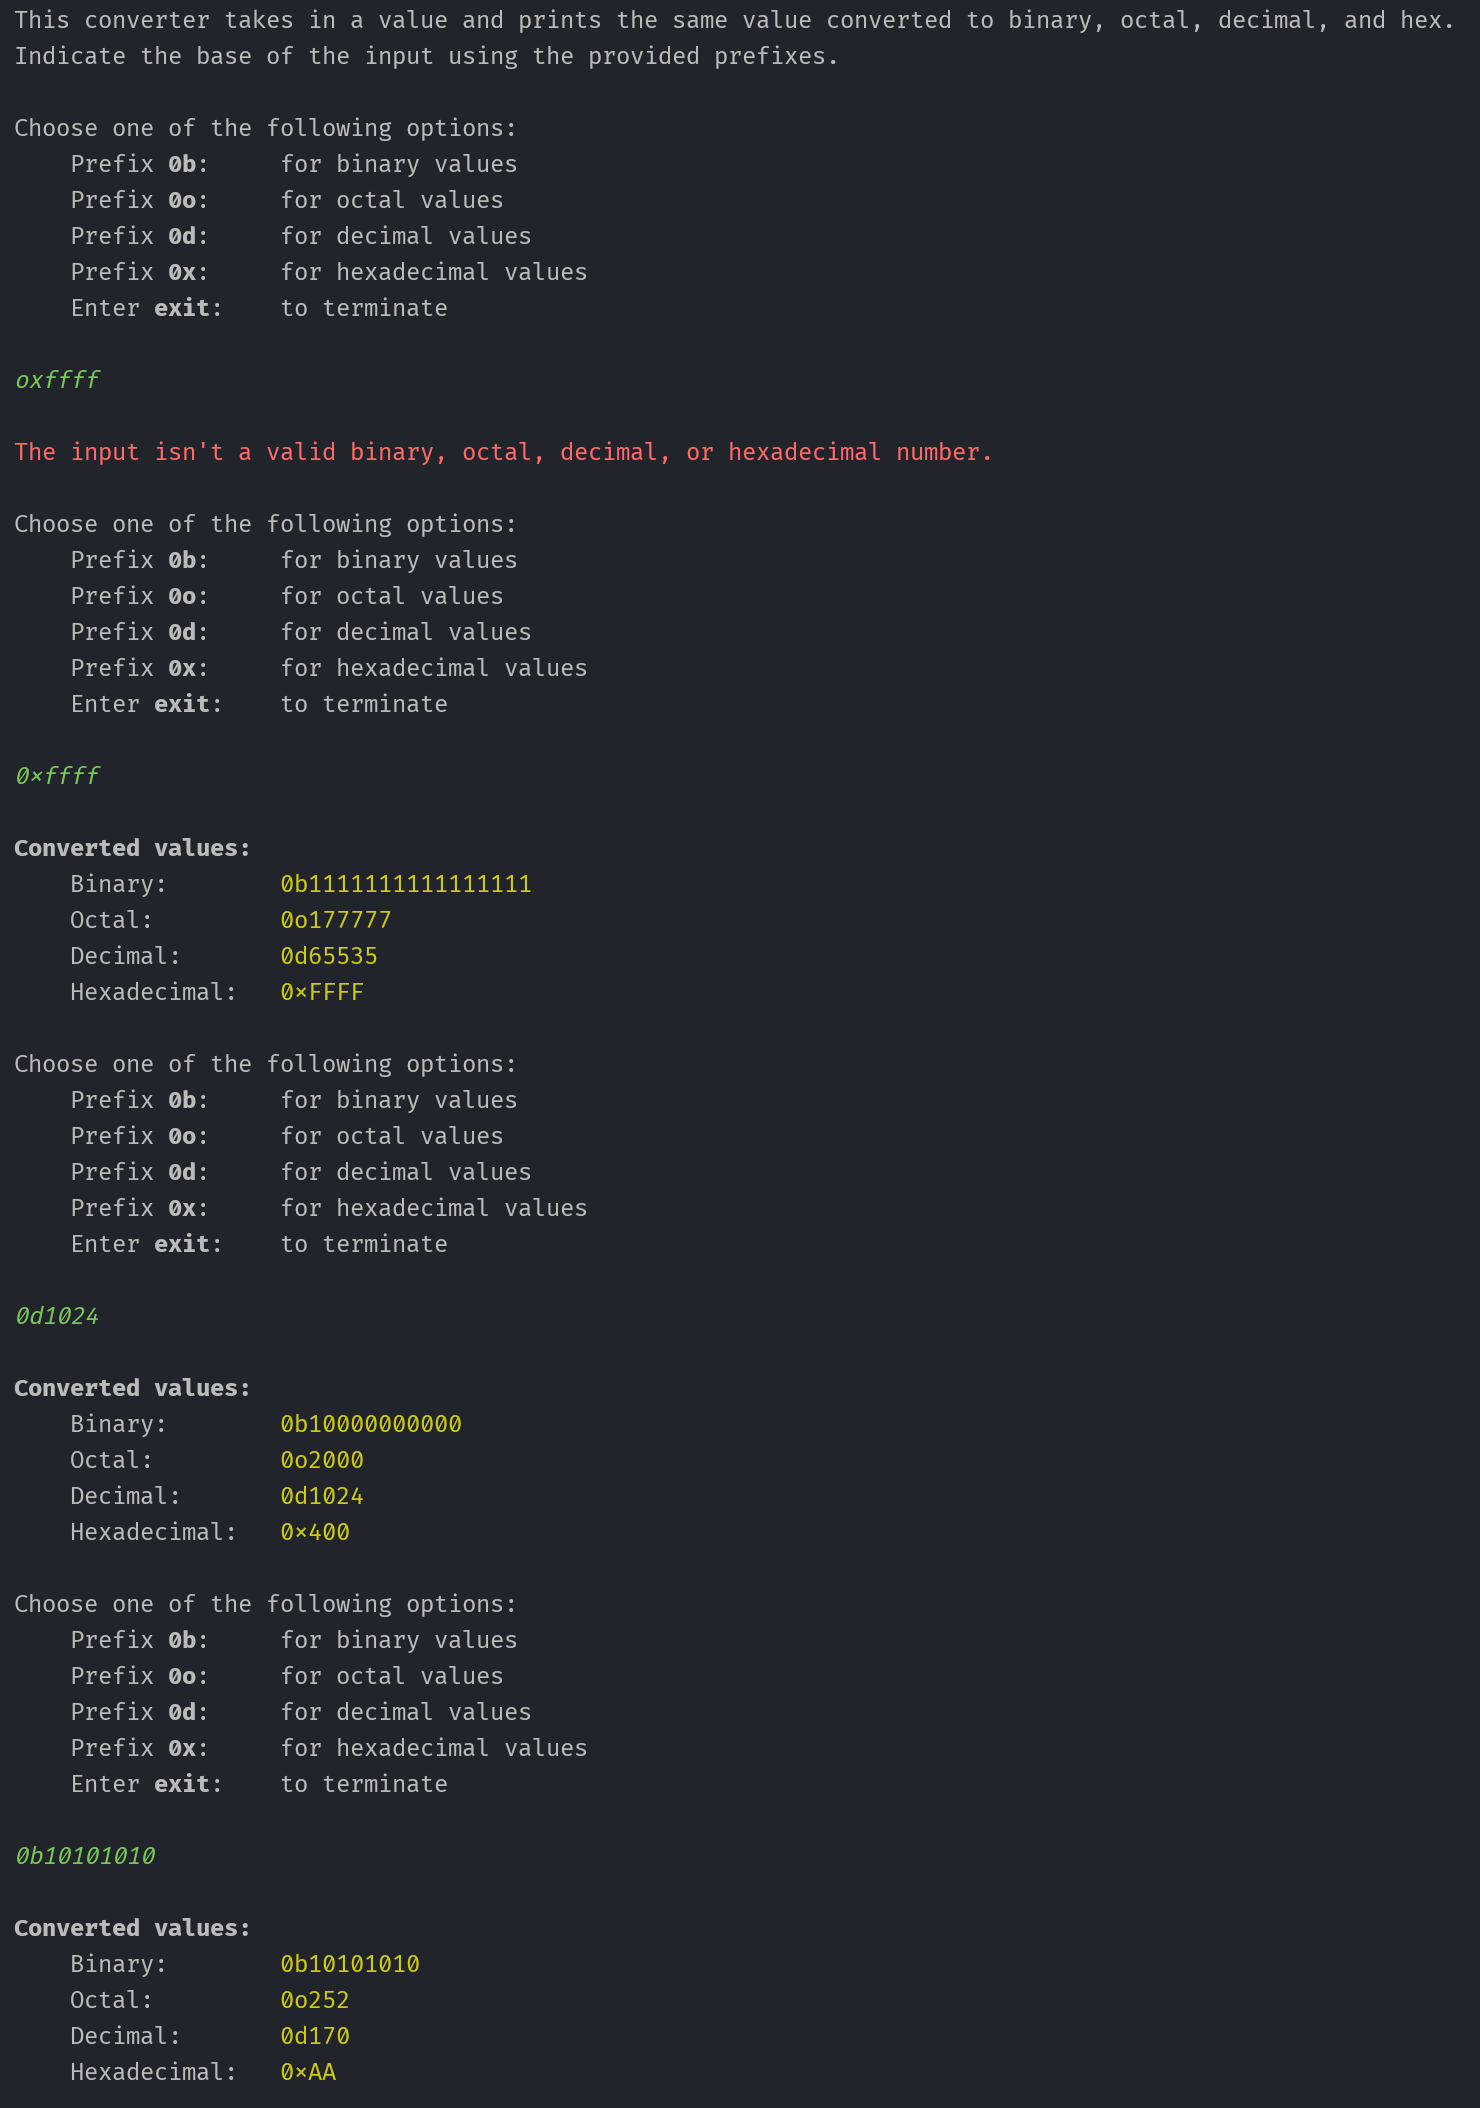 This converter takes in a value and prints the same value converted to binary, octal, decimal, and hex.
Indicate the base of the input using the provided prefixes.
Choose one of the following options:
Prefix 0b: for binary values
Prefix 0o: for octal values
Prefix 0d: for decimal values
Prefix 0x: for hexadecimal values
Enter exit: to terminate
oxffff
The input isn't a valid binary, octal, decimal, or hexadecimal number.
Choose one of the following options:
Prefix 0b: for binary values
Prefix 0o: for octal values
Prefix 0d: for decimal values
Prefix 0x: for hexadecimal values
Enter exit: to terminate
0×ffff
Converted values:
Binary: 0b1111111111111111
Octal: 0o177777
Decimal: 0d65535
Hexadecimal: 0×FFFF
Choose one of the following options:
Prefix 0b: for binary values
Prefix 0o: for octal values
Prefix 0d: for decimal values
Prefix 0x: for hexadecimal values
Enter exit: to terminate
0d1024
Converted values:
Binary: 0b10000000000
Octal: 0o2000
Decimal: 0d1024
Hexadecimal: 0×400
Choose one of the following options:
Prefix 0b: for binary values
Prefix 0o: for octal values
Prefix 0d: for decimal values
Prefix 0x: for hexadecimal values
Enter exit: to terminate
0b10101010
Converted values:
Binary: 0b10101010
Octal: 0o252
Decimal: 0d170
Hexadecimal: 0×AA